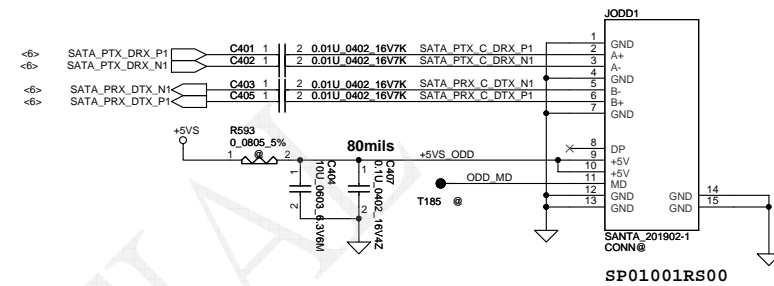 JODD1
<6> SATA_PTX_DRX_P1 C401 1 2 0.01U_0402_16V7K SATA_PTX_C_DRX_P1
<6> SATA_PTX_DRX_N1 C402 1 2 0.01U_0402_16V7K SATA_PTX_C_DRX_N1
<6> SATA_PRX_DTX_N1 C403 1 2 0.01U_0402_16V7K SATA_PRX_C_DTX_N1
<6> SATA_PRX_DTX_P1 C405 1 2 0.01U_0402_16V7K SATA_PRX_C_DTX_P1
1 GND
2 A+
3 A-
4 GND
5 B-
6 B+
7 GND
+5VS
R593
0_0805_5%
1 @ 2
80mils
+5VS_ODD
C404
10U_0603_6.3V6M
1
2
C407
0.1U_0402_16V4Z
1
2
ODD_MD
T185 @
8 DP
9 +5V
10 +5V
11 MD
12 GND
13 GND
GND 14
GND 15
SANTA_201902-1
CONN@
SP01001RS00